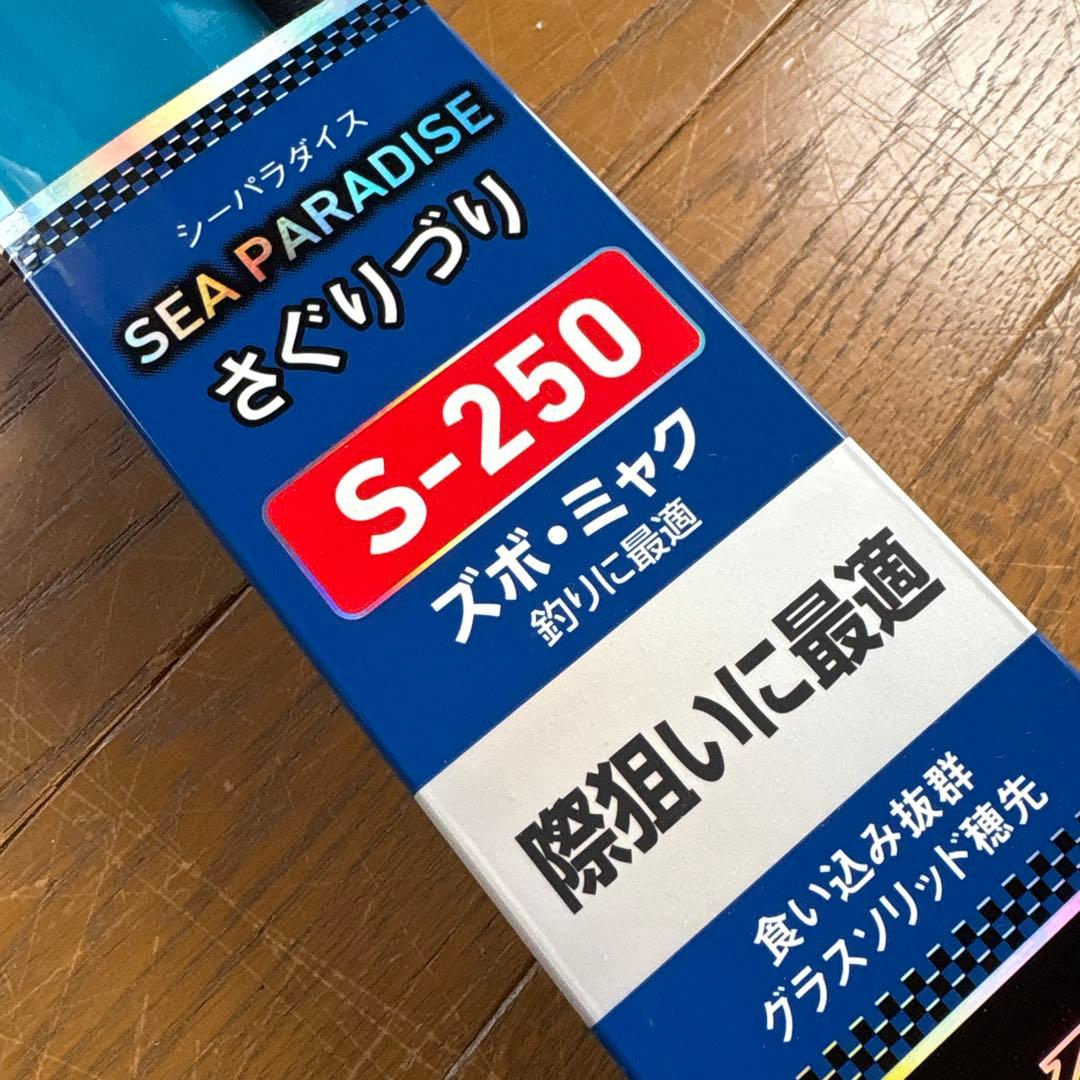 シーパラダイス
SEA PARADISE
さぐりづり
S-250
ズボ・ミャク
釣りに最適
際狙いに最適
食い込み抜群
グラスソリッド穂先